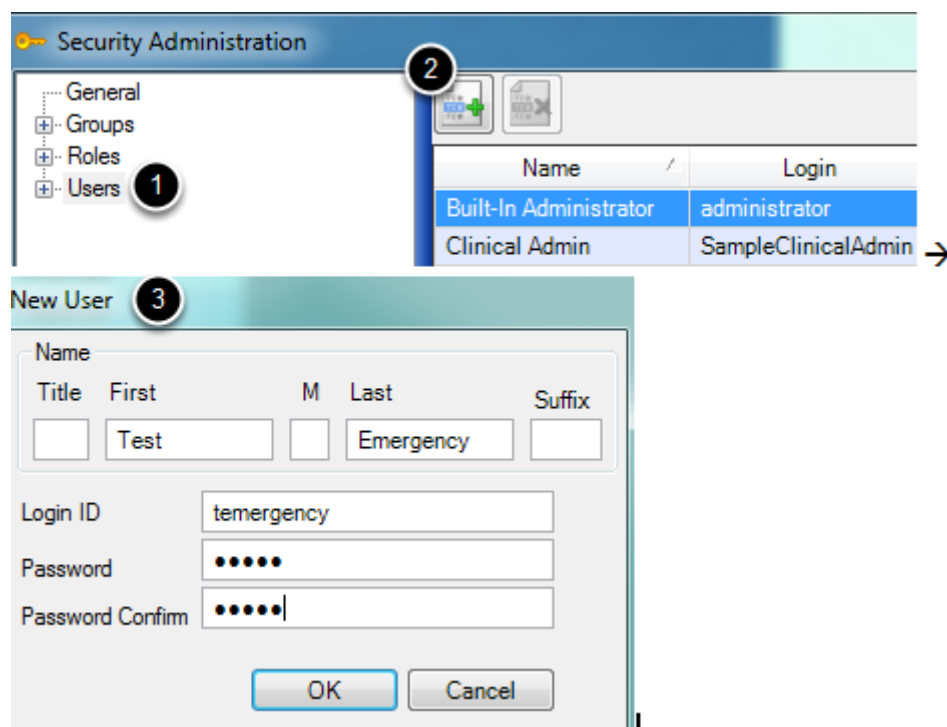 Security Administration
2
General
Groups
Roles
Users 1
Name Login
Built-In Administrator administrator
Clinical Admin SampleClinicalAdmin →
New User 3
Name
Title First M Last Suffix
Test Emergency
Login ID temergency
Password •••••
Password Confirm •••••
OK Cancel